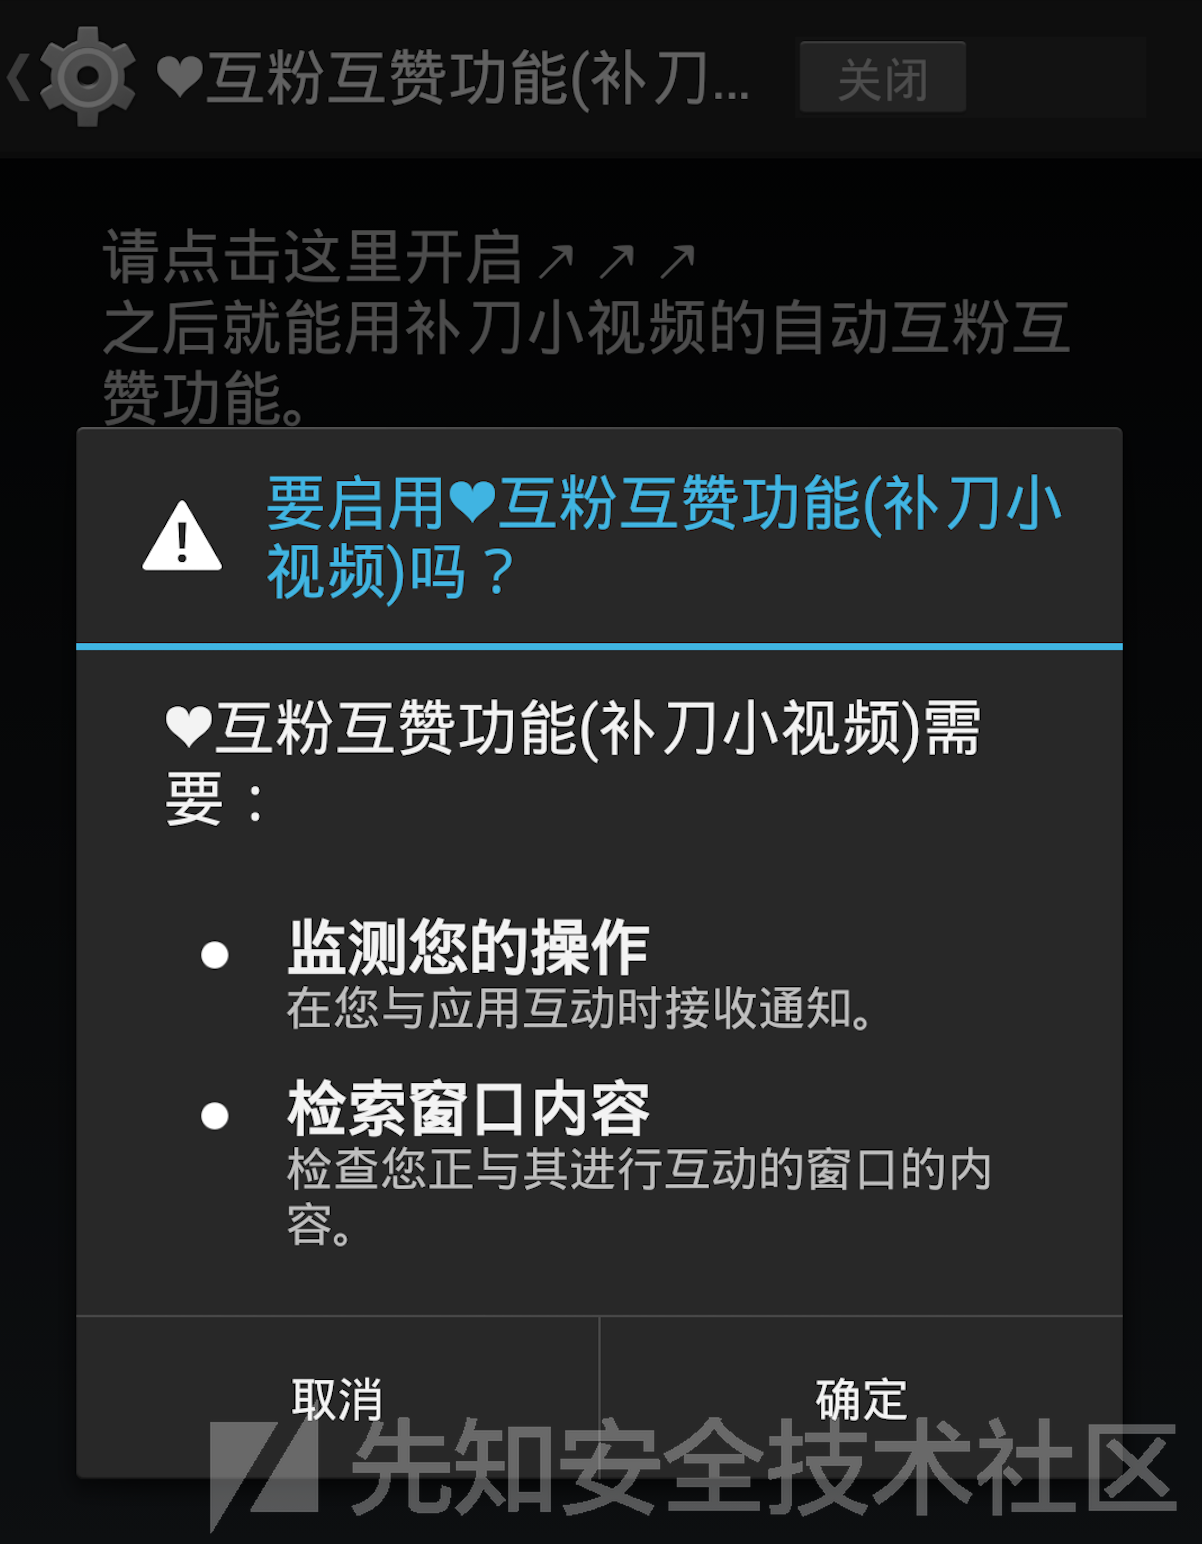 ❤互粉互赞功能(补刀...
关闭
请点击这里开启↗↗↗
之后就能用补刀小视频的自动互粉互
赞功能。
要启用❤互粉互赞功能(补刀小
视频)吗？
❤互粉互赞功能(补刀小视频)需
要：
监测您的操作
在您与应用互动时接收通知。
检索窗口内容
检查您正与其进行互动的窗口的内
容。
取消
确定
先知安全技术社区